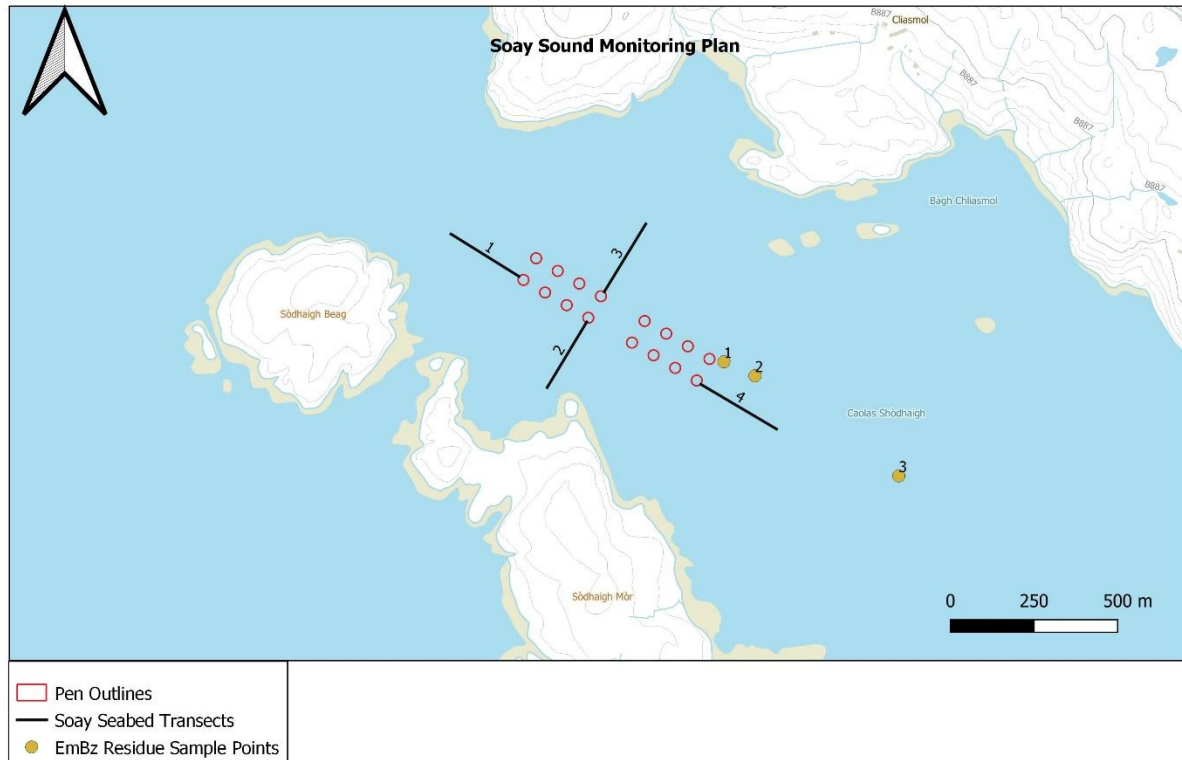 B887
Cliasmol
Soay Sound Monitoring Plan
B887
B887
B887
Bàgh Chliasmol
1
3
Sòdhaigh Beag
2
1
2
4
Caolas Shòdhaigh
3
Sòdhaigh Mòr
0 250 500 m
Pen Outlines
Soay Seabed Transects
EmBz Residue Sample Points